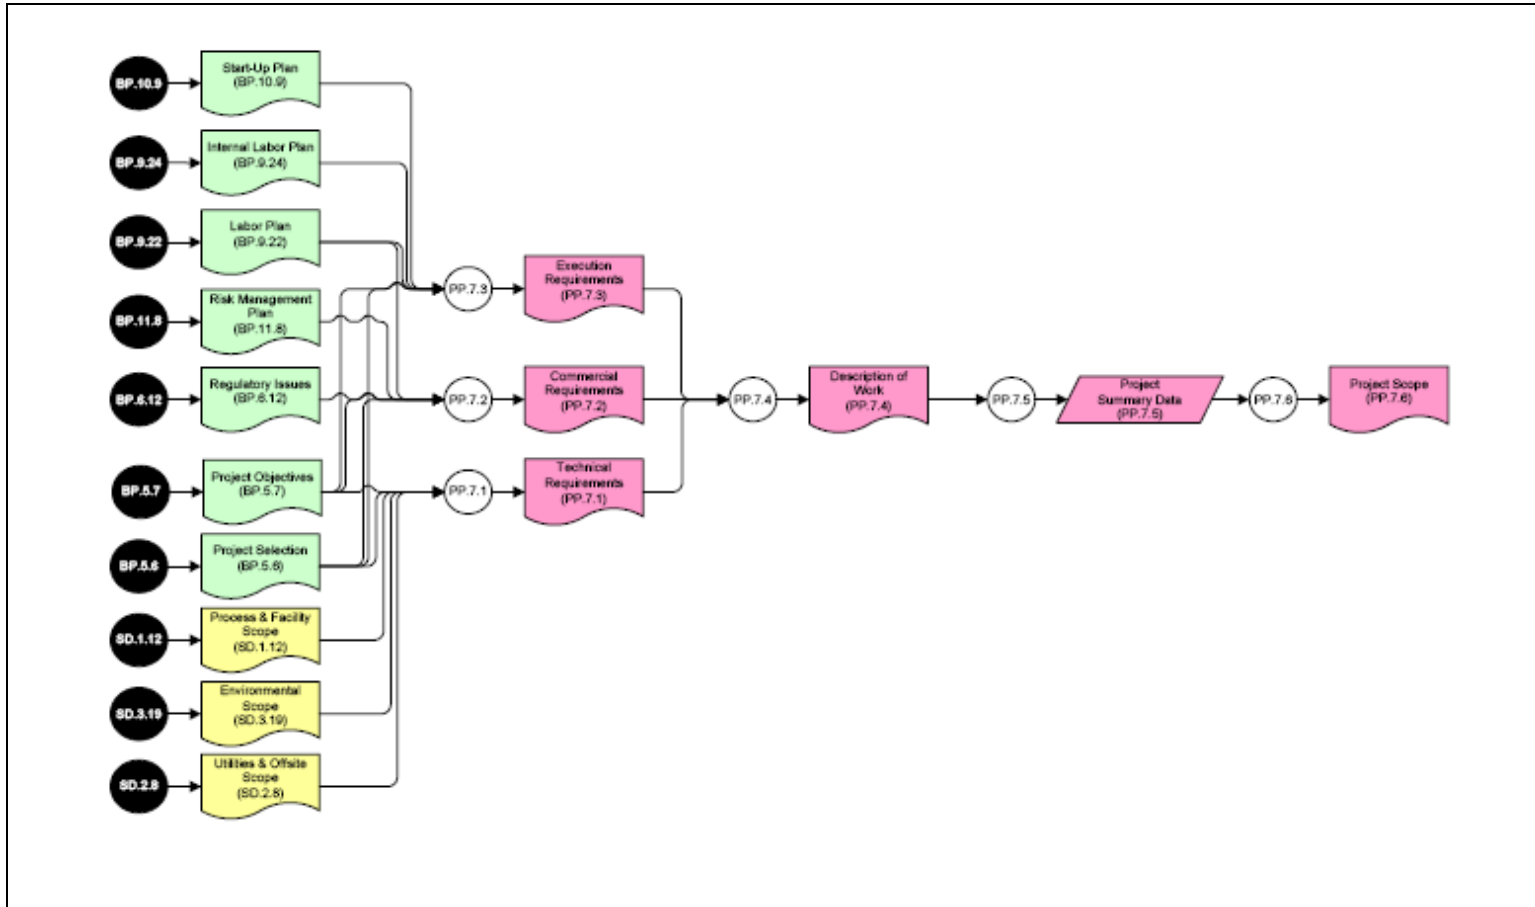 BP.10.9
Start-Up Plan
(BP.10.9)
BP.9.24
Internal Labor Plan
(BP.9.24)
BP.9.22
Labor Plan
(BP.9.22)
BP.11.8
Risk Management
Plan
(BP.11.8)
BP.6.12
Regulatory Issues
(BP.6.12)
BP.5.7
Project Objectives
(BP.5.7)
BP.5.6
Project Selection
(BP.5.6)
SD.1.12
Process & Facility
Scope
(SD.1.12)
SD.3.19
Environmental
Scope
(SD.3.19)
SD.2.8
Utilities & Offsite
Scope
(SD.2.8)
PP.7.3
Execution
Requirements
(PP.7.3)
PP.7.2
Commercial
Requirements
(PP.7.2)
PP.7.1
Technical
Requirements
(PP.7.1)
PP.7.4
Description of
Work
(PP.7.4)
PP.7.5
Project
Summary Data
(PP.7.5)
PP.7.6
Project Scope
(PP.7.6)